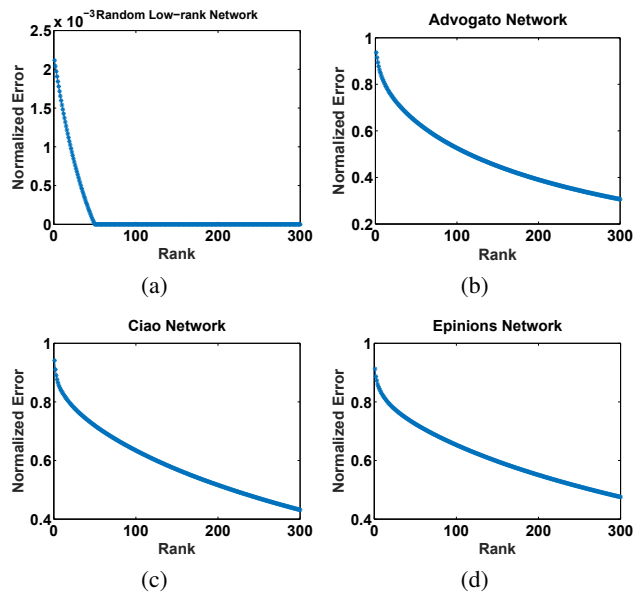 2.5 x 10
−3
Random Low−rank Network
2
1.5
1
0.5
0
Normalized Error
0 100 200 300
Rank
(a)
Advogato Network
1
0.8
0.6
0.4
0.2
Normalized Error
0 100 200 300
Rank
(b)
Ciao Network
1
0.8
0.6
0.4
Normalized Error
0 100 200 300
Rank
(c)
Epinions Network
1
0.8
0.6
0.4
Normalized Error
0 100 200 300
Rank
(d)